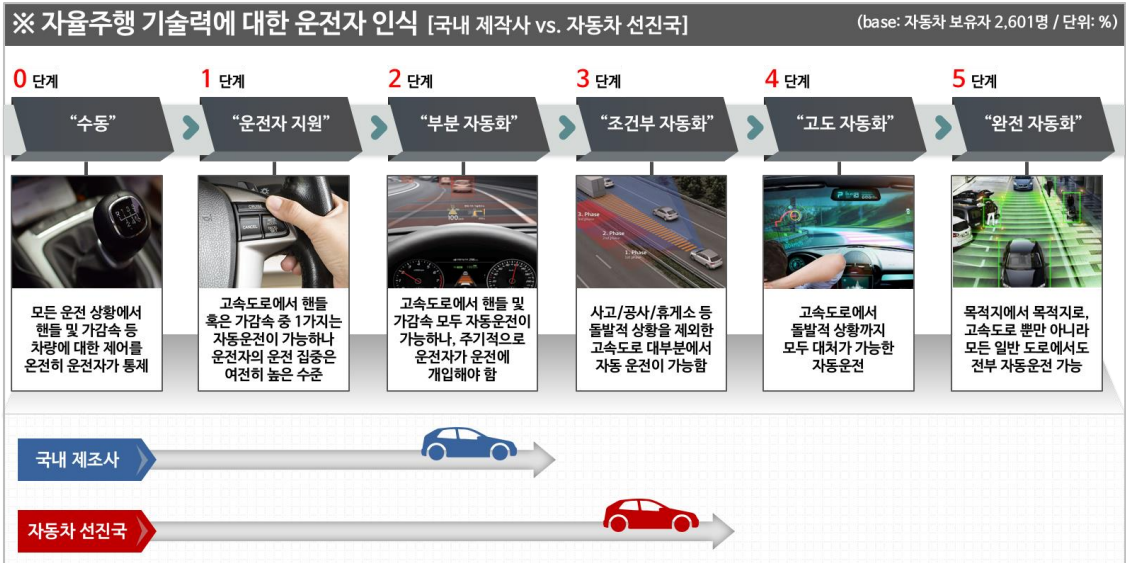 ※ 자율주행 기술력에 대한 운전자 인식 [국내 제작사 vs. 자동차 선진국]
(base: 자동차 보유자 2,601명 / 단위: %)
0 단계
1 단계
2 단계
3 단계
4 단계
5 단계
“수동”
“운전자 지원”
“부분 자동화”
“조건부 자동화”
“고도 자동화”
“완전 자동화”
CANCEL
100
3. Phase
2. Phase
1. Phase
모든 운전 상황에서
핸들 및 가감속 등
차량에 대한 제어를
온전히 운전자가 통제
고속도로에서 핸들
혹은 가감속 중 1가지는
자동운전이 가능하나
운전자의 운전 집중은
여전히 높은 수준
고속도로에서 핸들 및
가감속 모두 자동운전이
가능하나, 주기적으로
운전자가 운전에
개입해야 함
사고/공사/휴게소 등
돌발적 상황을 제외한
고속도로 대부분에서
자동 운전이 가능함
고속도로에서
돌발적 상황까지
모두 대처가 가능한
자동운전
목적지에서 목적지로,
고속도로 뿐만 아니라
모든 일반 도로에서도
전부 자동운전 가능
국내 제조사
자동차 선진국